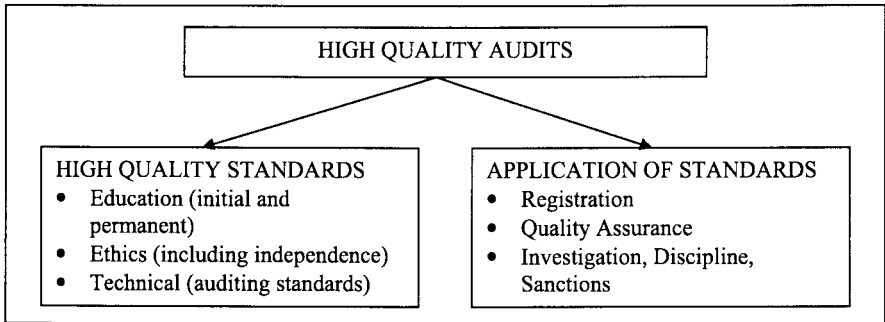 HIGH QUALITY AUDITS
HIGH QUALITY STANDARDS
• Education (initial and
permanent)
• Ethics (including independence)
• Technical (auditing standards)
APPLICATION OF STANDARDS
• Registration
• Quality Assurance
• Investigation, Discipline,
Sanctions